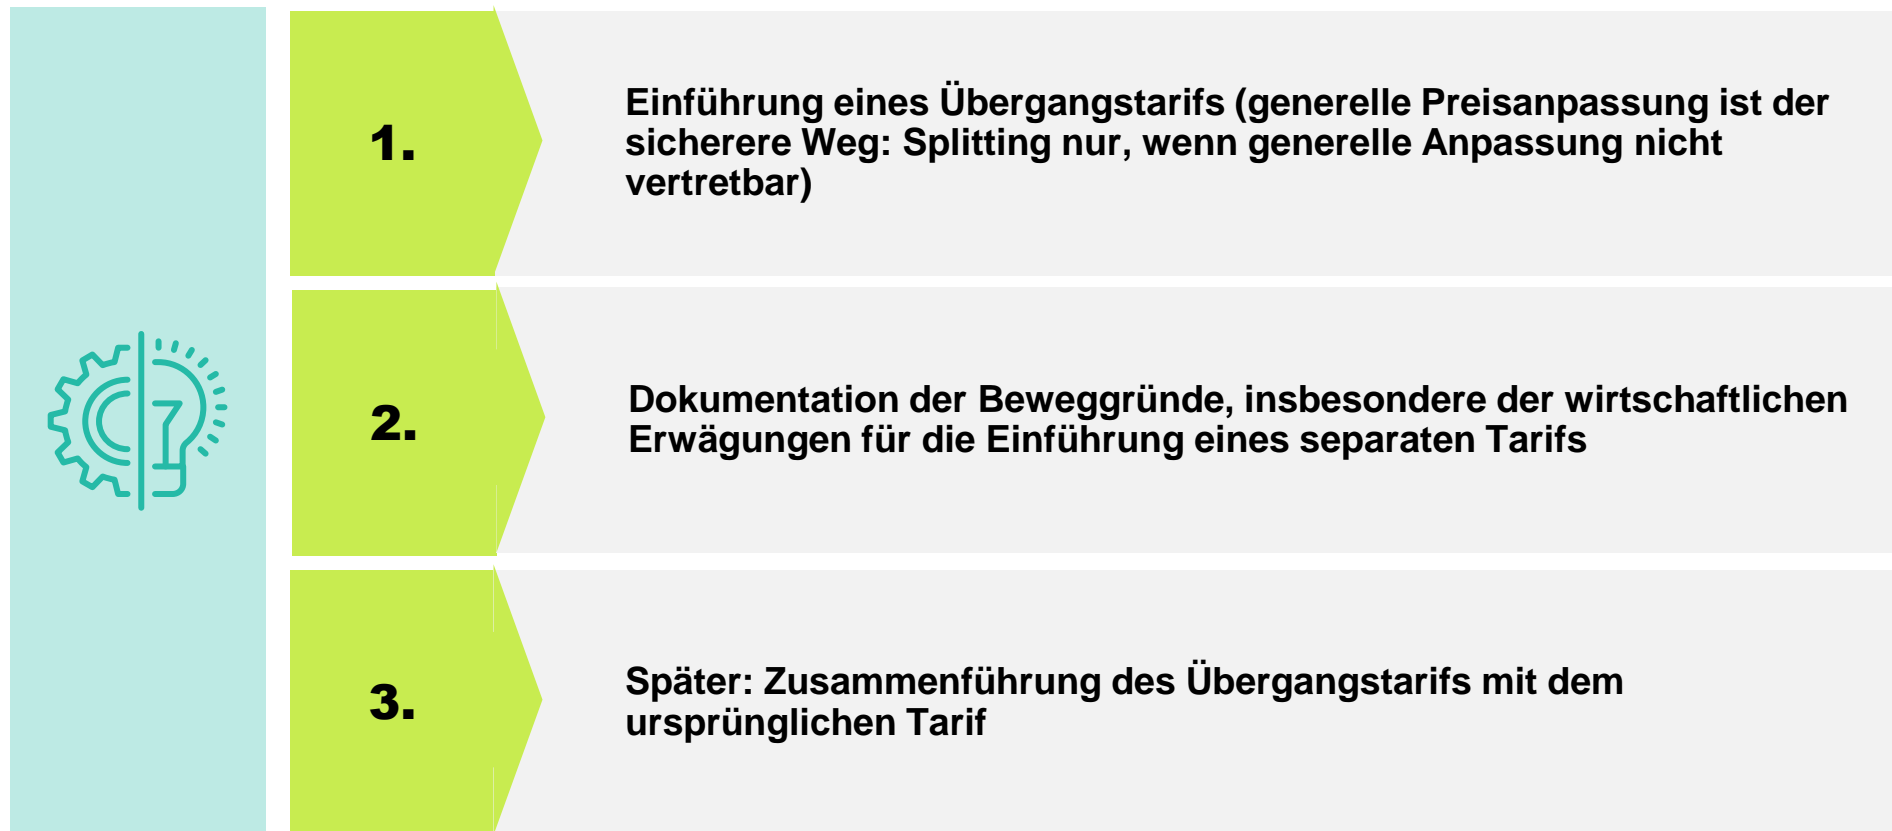 1.
Einführung eines Übergangstarifs (generelle Preisanpassung ist der
sicherere Weg: Splitting nur, wenn generelle Anpassung nicht
vertretbar)
2.
Dokumentation der Beweggründe, insbesondere der wirtschaftlichen
Erwägungen für die Einführung eines separaten Tarifs
3.
Später: Zusammenführung des Übergangstarifs mit dem
ursprünglichen Tarif